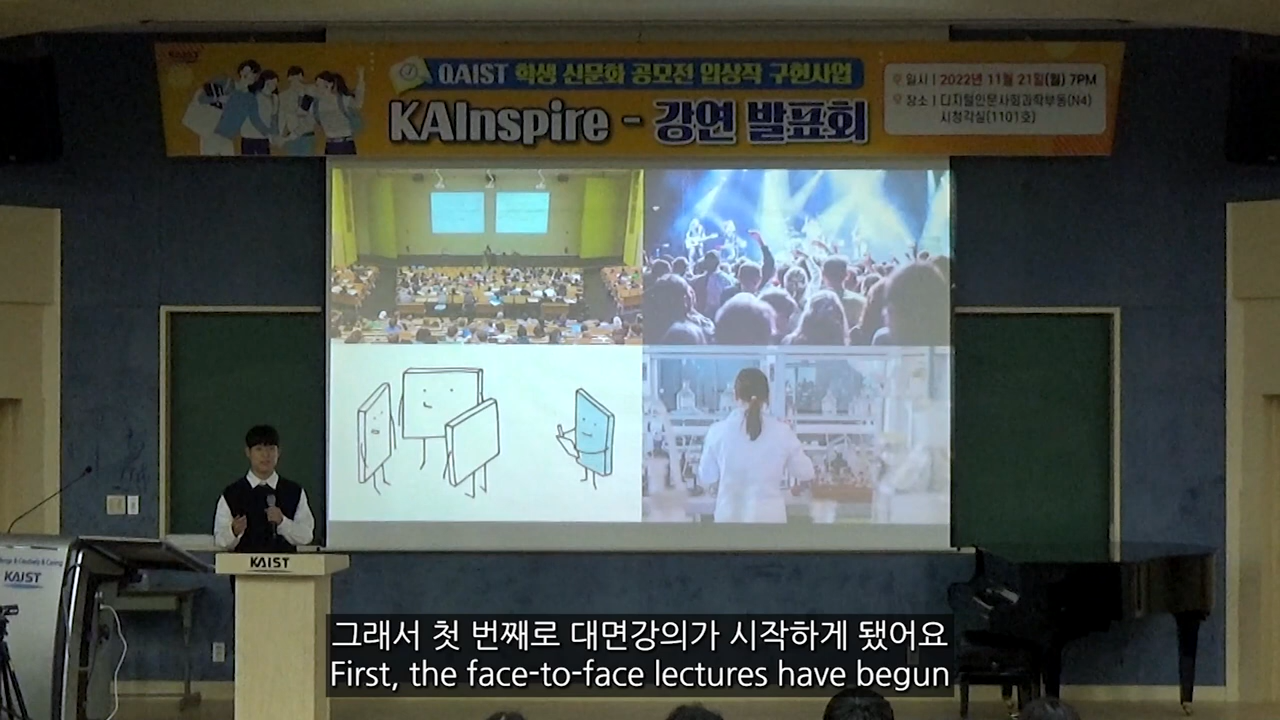 KAIST
QAIST 학생 신문화 공모전 입상작 구현사업
KAInspire - 강연 발표회
일시 | 2022년 11월 21일(월) 7PM
장소 | 디지털인문사회과학부동(N4)
시청각실(1101호)
KAIST
KAIST
그래서 첫 번째로 대면강의가 시작하게 됐어요
First, the face-to-face lectures have begun